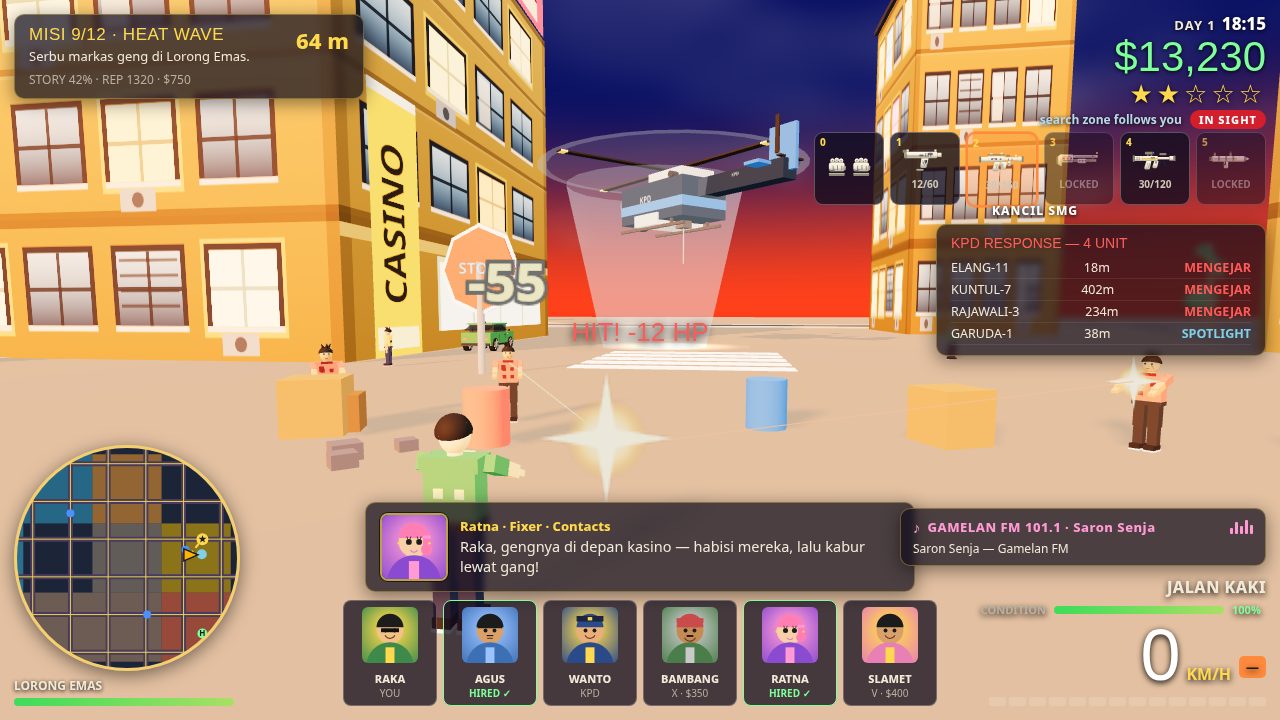 MISI 9/12 · HEAT WAVE
64 m
Serbu markas geng di Lorong Emas.
STORY 42% · REP 1320 · $750
DAY 1 18:15
$13,230
★★☆☆☆
search zone follows you IN SIGHT
0
1
12/60
2
3
LOCKED
4
30/120
5
LOCKED
KANCIL SMG
KPD RESPONSE — 4 UNIT
ELANG-11 18m MENGEJAR
KUNTUL-7 402m MENGEJAR
RAJAWALI-3 234m MENGEJAR
GARUDA-1 38m SPOTLIGHT
CASINO
KPD
KPD
-55
HIT! -12 HP
Ratna · Fixer · Contacts
Raka, gengnya di depan kasino — habisi mereka, lalu kabur
lewat gang!
♪ GAMELAN FM 101.1 · Saron Senja
Saron Senja — Gamelan FM
H
LORONG EMAS
RAKA
YOU
AGUS
HIRED ✓
WANTO
KPD
BAMBANG
X · $350
RATNA
HIRED ✓
SLAMET
V · $400
JALAN KAKI
CONDITION 100%
0 KM/H